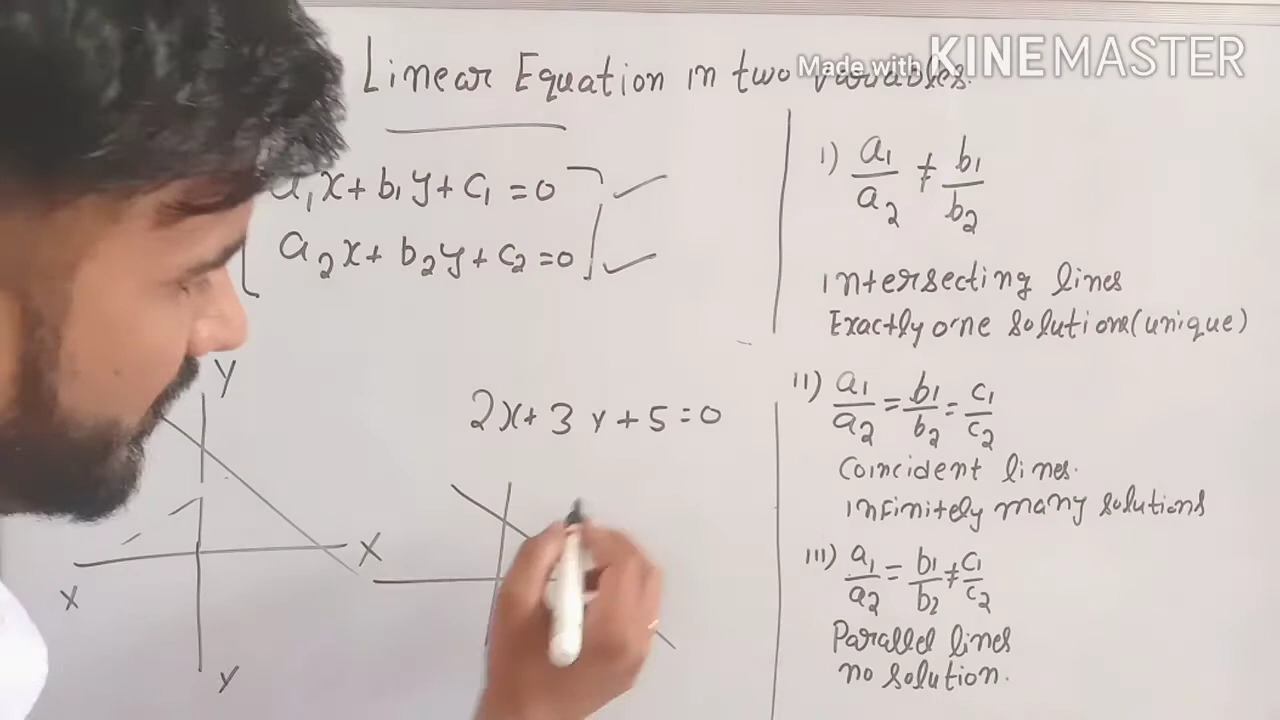 Linear Equation in two variables.
Made with KINEMASTER
a₁x + b₁y + c₁ = 0
a₂x + b₂y + c₂ = 0
2x + 3 y + 5 = 0
Y
X
X
Y
i) a₁/a₂ ≠ b₁/b₂
Intersecting lines
Exactly one solution (unique)
ii) a₁/a₂ = b₁/b₂ = c₁/c₂
Coincident lines.
infinitely many solutions
iii) a₁/a₂ = b₁/b₂ ≠ c₁/c₂
Parallel lines
no solution.